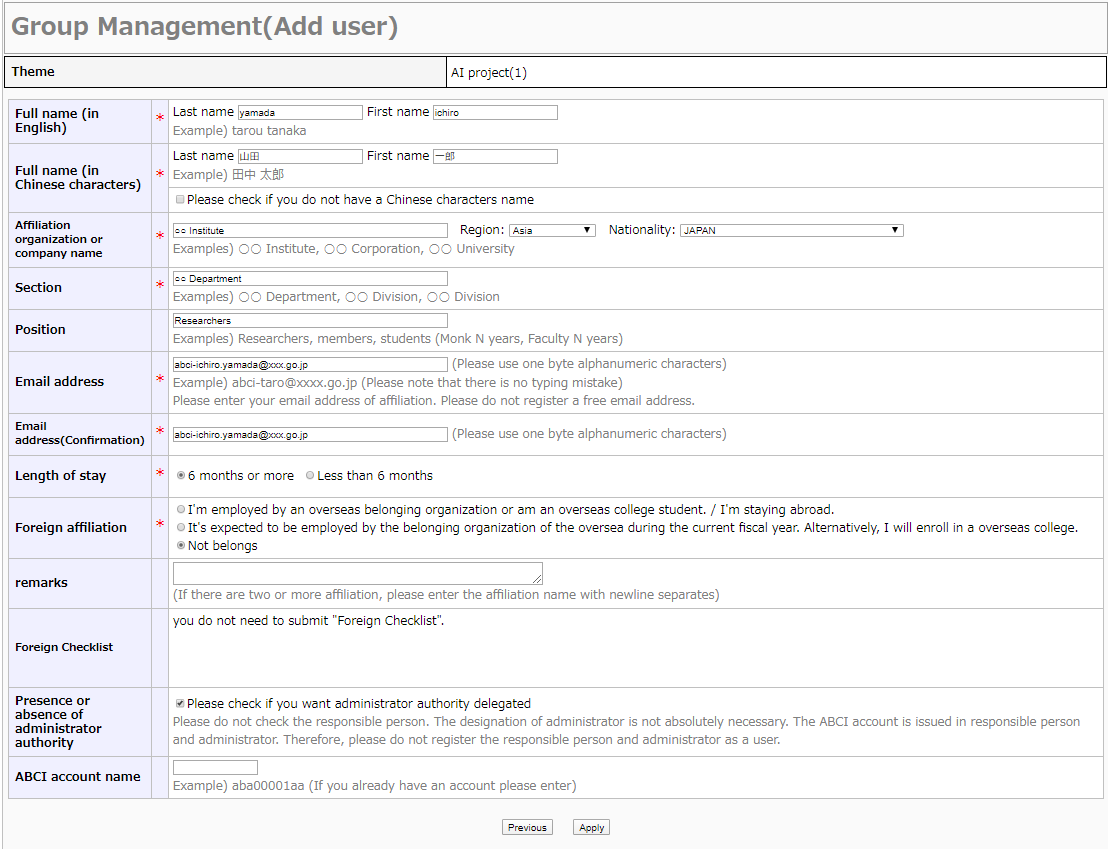 Group Management(Add user)
Theme
AI project(1)
Full name (in English)
*
Last name yamada First name ichiro
Example) tarou tanaka
Full name (in Chinese characters)
*
Last name 山田 First name 一郎
Example) 田中 太郎
Please check if you do not have a Chinese characters name
Affiliation organization or company name
*
○○ Institute Region: Asia Nationality: JAPAN
Examples) ○○ Institute, ○○ Corporation, ○○ University
Section
*
○○ Department
Examples) ○○ Department, ○○ Division, ○○ Division
Position
Researchers
Examples) Researchers, members, students (Monk N years, Faculty N years)
Email address
*
abci-ichiro.yamada@xxx.go.jp (Please use one byte alphanumeric characters)
Example) abci-taro@xxxx.go.jp (Please note that there is no typing mistake)
Please enter your email address of affiliation. Please do not register a free email address.
Email address(Confirmation)
*
abci-ichiro.yamada@xxx.go.jp (Please use one byte alphanumeric characters)
Length of stay
*
6 months or more Less than 6 months
Foreign affiliation
*
I'm employed by an overseas belonging organization or am an overseas college student. / I'm staying abroad.
It's expected to be employed by the belonging organization of the oversea during the current fiscal year. Alternatively, I will enroll in a overseas college.
Not belongs
remarks
(If there are two or more affiliation, please enter the affiliation name with newline separates)
Foreign Checklist
you do not need to submit "Foreign Checklist".
Presence or absence of administrator authority
Please check if you want administrator authority delegated
Please do not check the responsible person. The designation of administrator is not absolutely necessary. The ABCI account is issued in responsible person
and administrator. Therefore, please do not register the responsible person and administrator as a user.
ABCI account name
Example) aba00001aa (If you already have an account please enter)
Previous Apply